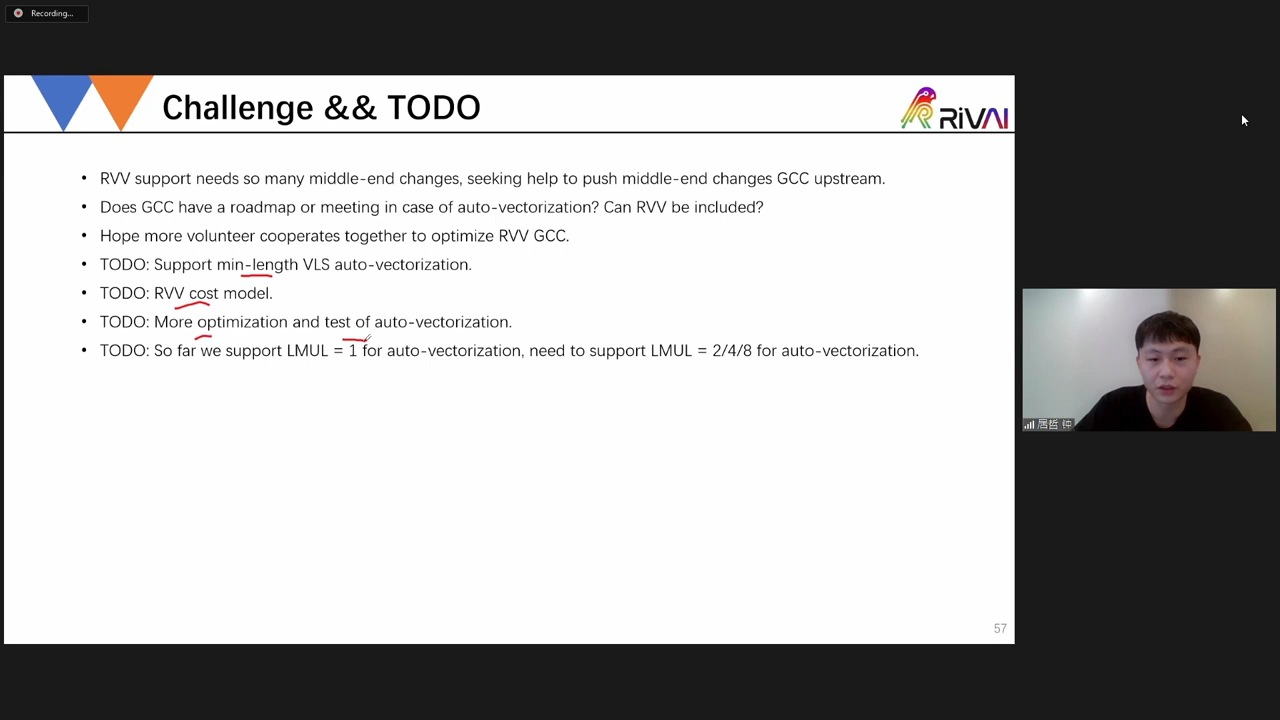 Recording...
Challenge && TODO
RiVAI
• RVV support needs so many middle-end changes, seeking help to push middle-end changes GCC upstream.
• Does GCC have a roadmap or meeting in case of auto-vectorization? Can RVV be included?
• Hope more volunteer cooperates together to optimize RVV GCC.
• TODO: Support min-length VLS auto-vectorization.
• TODO: RVV cost model.
• TODO: More optimization and test of auto-vectorization.
• TODO: So far we support LMUL = 1 for auto-vectorization, need to support LMUL = 2/4/8 for auto-vectorization.
居哲 钟
57